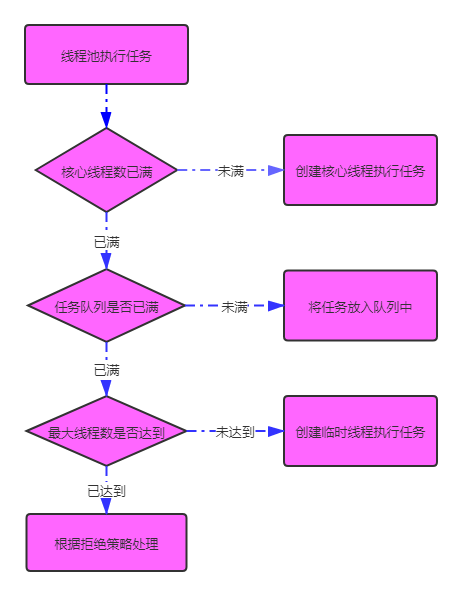 线程池执行任务
核心线程数已满
未满
创建核心线程执行任务
已满
任务队列是否已满
未满
将任务放入队列中
已满
最大线程数是否达到
未达到
创建临时线程执行任务
已达到
根据拒绝策略处理